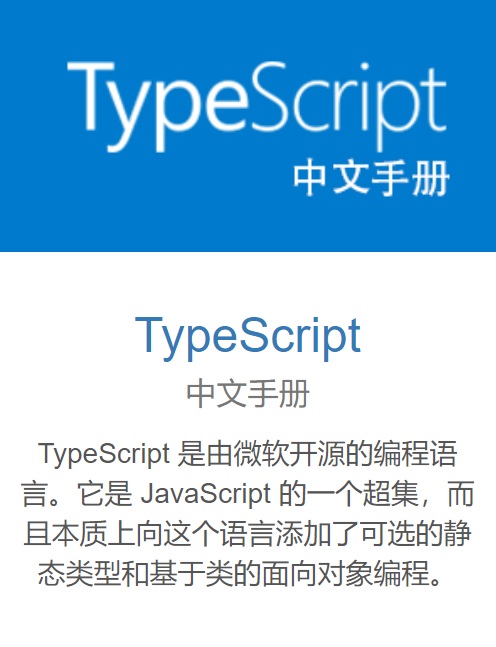 TypeScript
中文手册
TypeScript
中文手册
TypeScript 是由微软开源的编程语
言。它是 JavaScript 的一个超集，而
且本质上向这个语言添加了可选的静
态类型和基于类的面向对象编程。